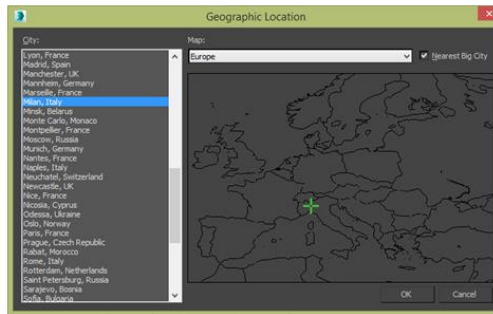 Geographic Location
City:
Lyon, France
Madrid, Spain
Manchester, UK
Mannheim, Germany
Marseille, France
Milan, Italy
Minsk, Belarus
Monte Carlo, Monaco
Montpellier, France
Moscow, Russia
Munich, Germany
Nantes, France
Naples, Italy
Neuchatel, Switzerland
Newcastle, UK
Nice, France
Nicosia, Cyprus
Odessa, Ukraine
Oslo, Norway
Paris, France
Prague, Czech Republic
Rabat, Morocco
Rome, Italy
Rotterdam, Netherlands
Saint Petersburg, Russia
Sarajevo, Bosnia
Sofia, Bulgaria
Map:
Europe
Nearest Big City
OK
Cancel